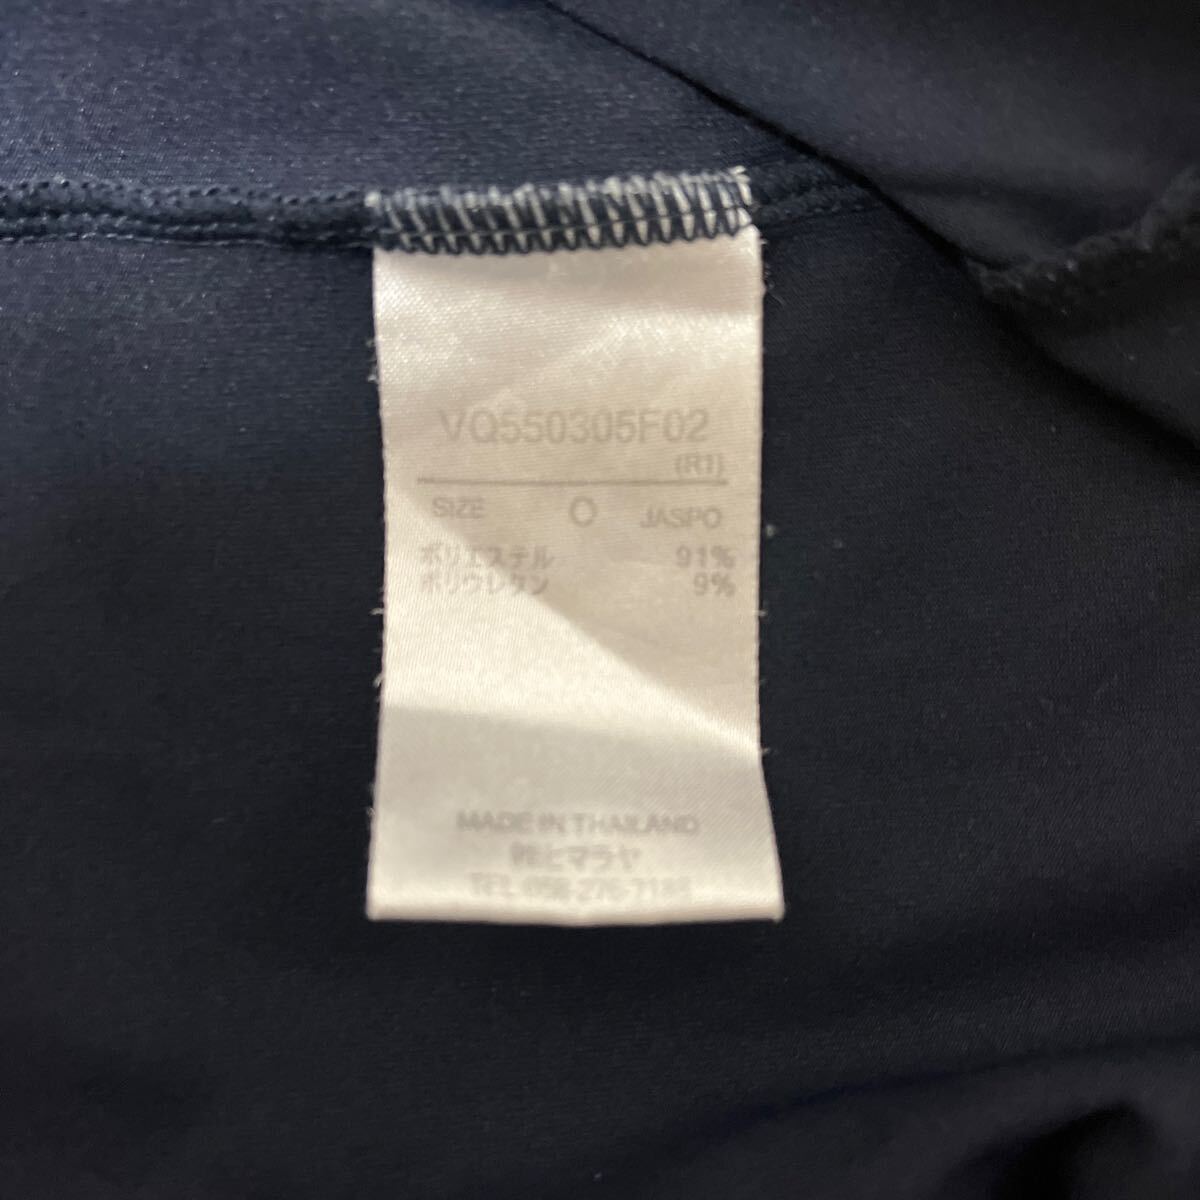 VQ550305F02
(R1)
SIZE O JASPO
ポリエステル 91%
ポリウレタン 9%
MADE IN THAILAND
㈱ヒマラヤ
TEL 058-276-7188